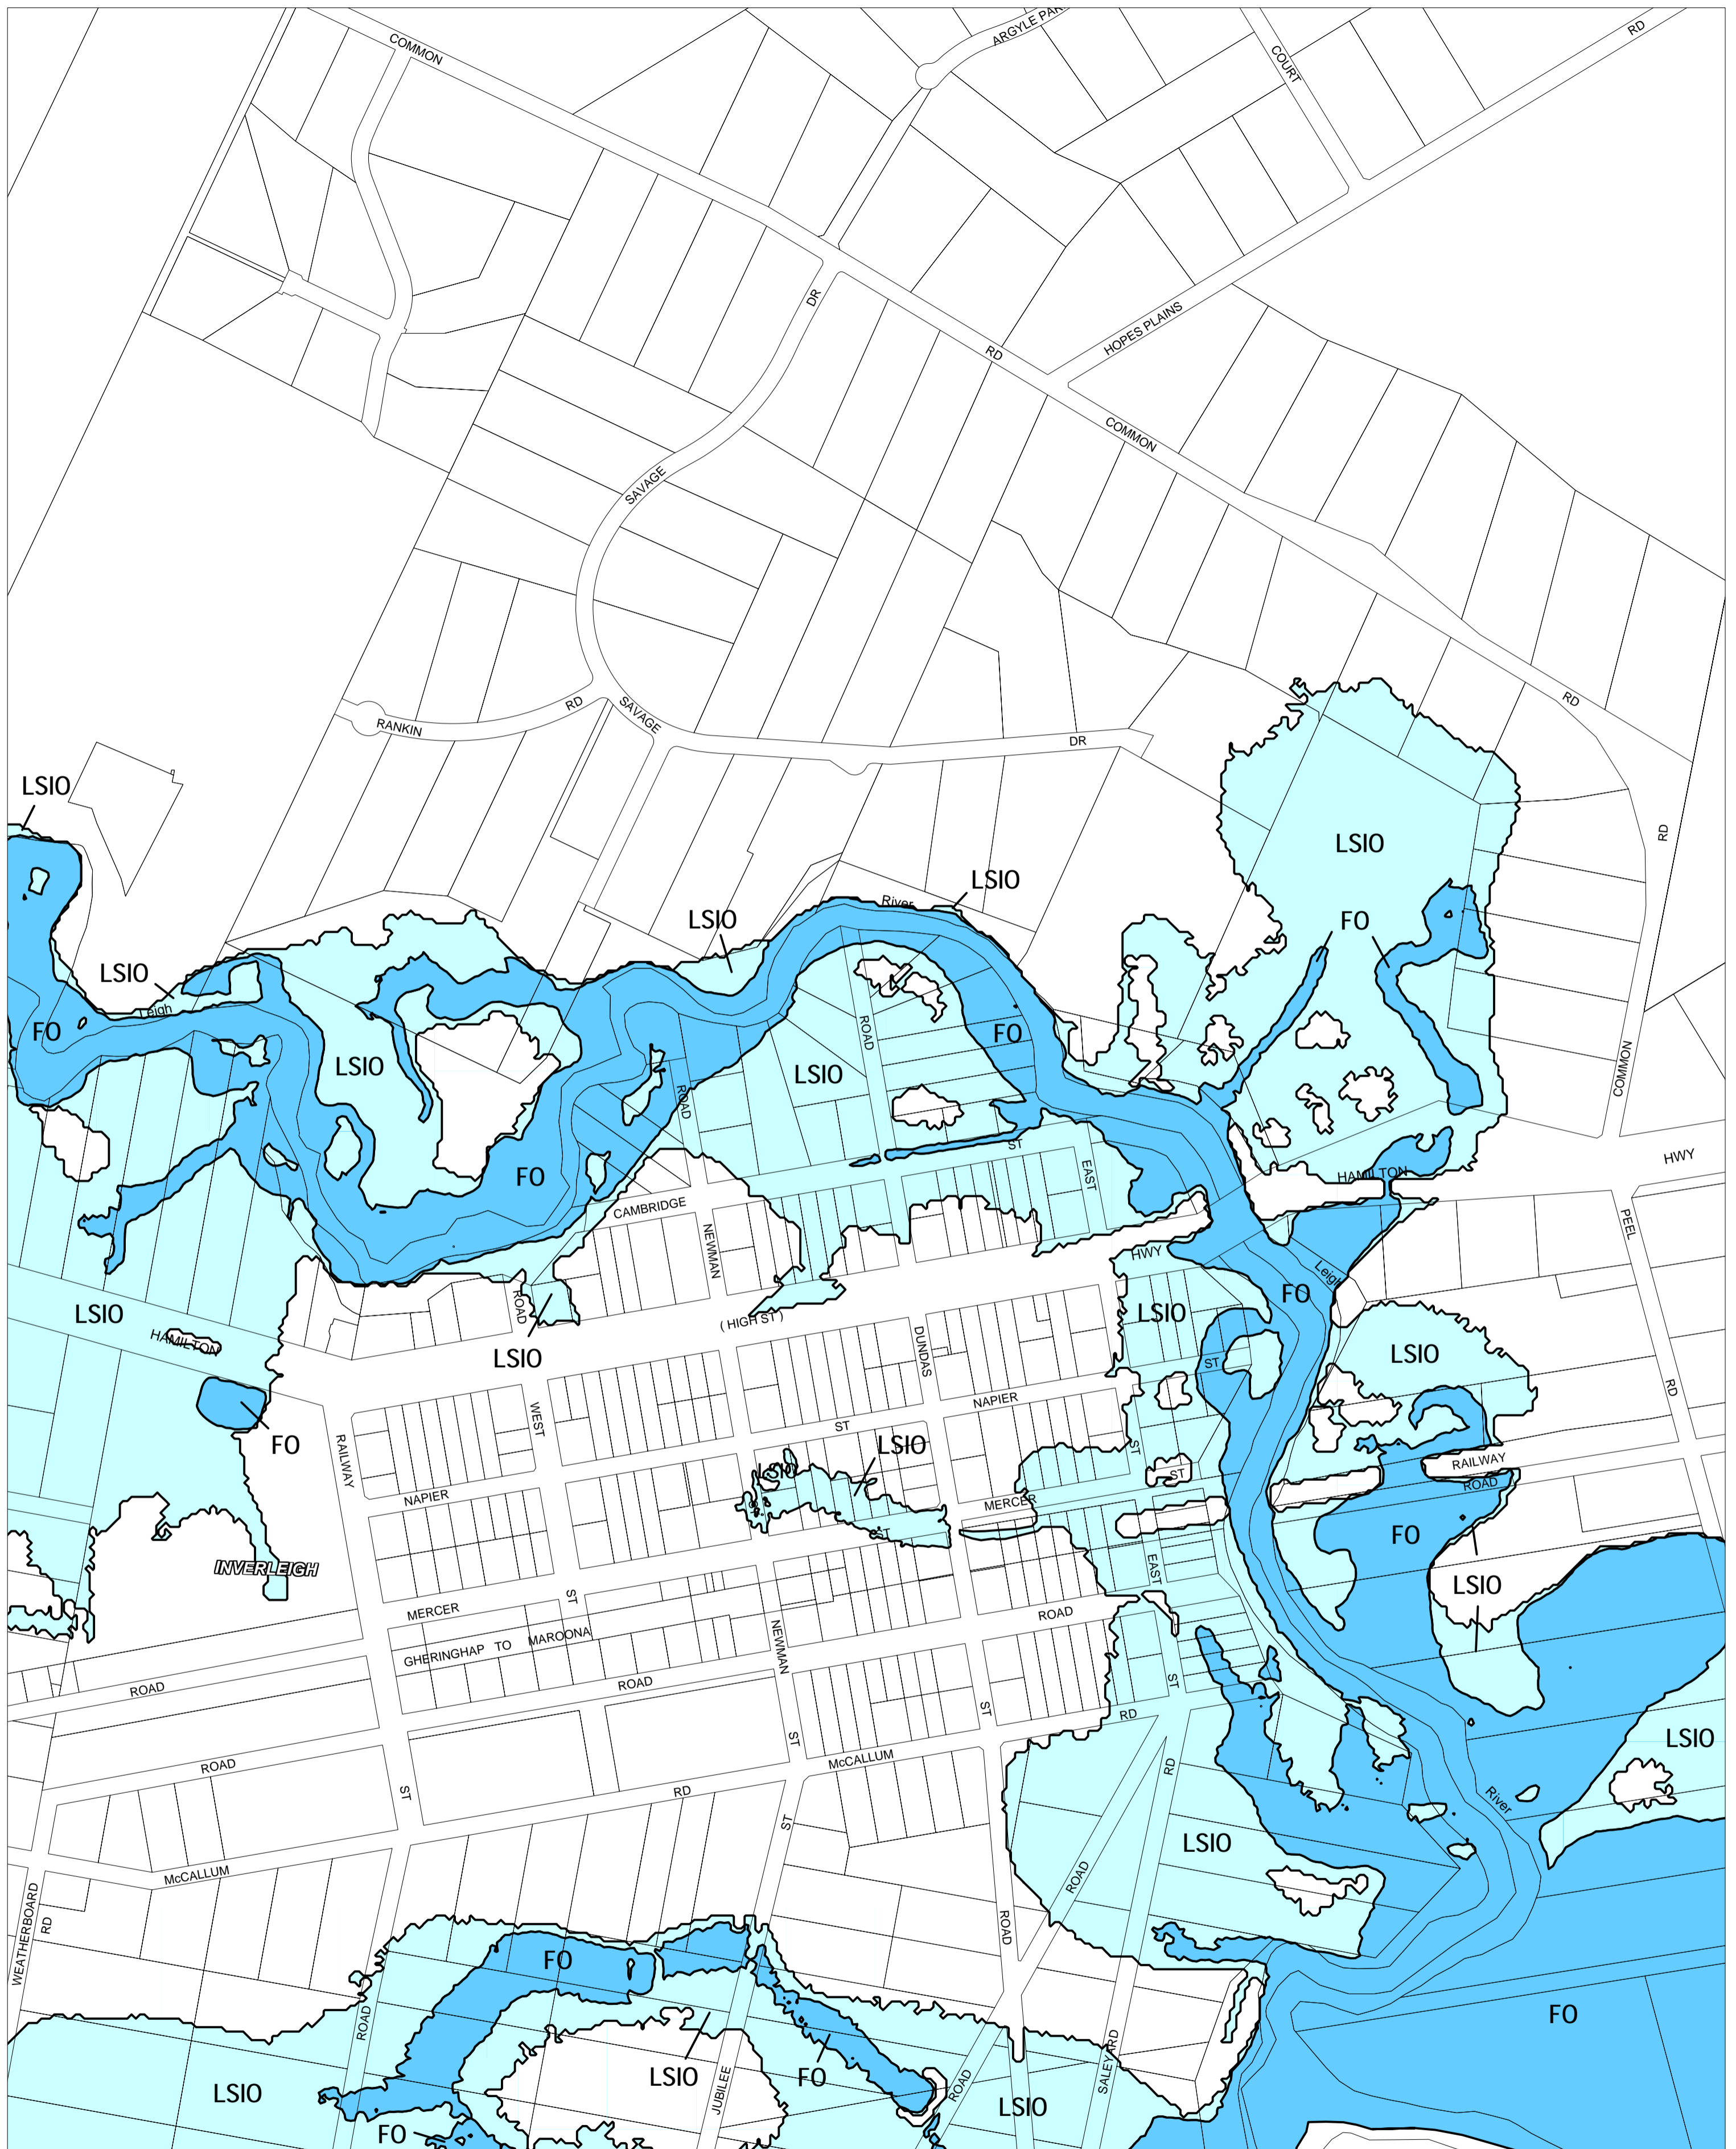 ARGYLE PAR
RD
COMMON
COURT
DR
HOPES PLAINS
RD
COMMON
SAVAGE
RD
SAVAGE
RANKIN
RD
DR
LSIO
RD
LSIO
LSIO
River
LSIO
LSIO
FO
LSIO
Leigh
FO
FO
ROAD
LSIO
LSIO
COMMON
ROAD
ST
HWY
EAST
HAMILTON
FO
CAMBRIDGE
PEEL
NEWMAN
HWY
Leigh
FO
ROAD
LSIO
LSIO
HAMILTON
( HIGH ST )
DUNDAS
LSIO
LSIO
ST
RD
NAPIER
WEST
ST
FO
LSIO
ST
RAILWAY
LSIO
ST
RAILWAY
ROAD
NAPIER
MERCER
ST
ST
FO
INVERLEIGH
EAST
LSIO
ST
MERCER
ROAD
NEWMAN
GHERINGHAP TO MAROONA
ROAD
ST
ROAD
ST
RD
ST
LSIO
McCALLUM
ROAD
RD
ST
RD
River
ST
LSIO
McCALLUM
ROAD
WEATHERBOARD
RD
ROAD
FO
FO
ROAD
SALEYARD
LSIO
FO
ROAD
JUBILEE
LSIO
LSIO
FO